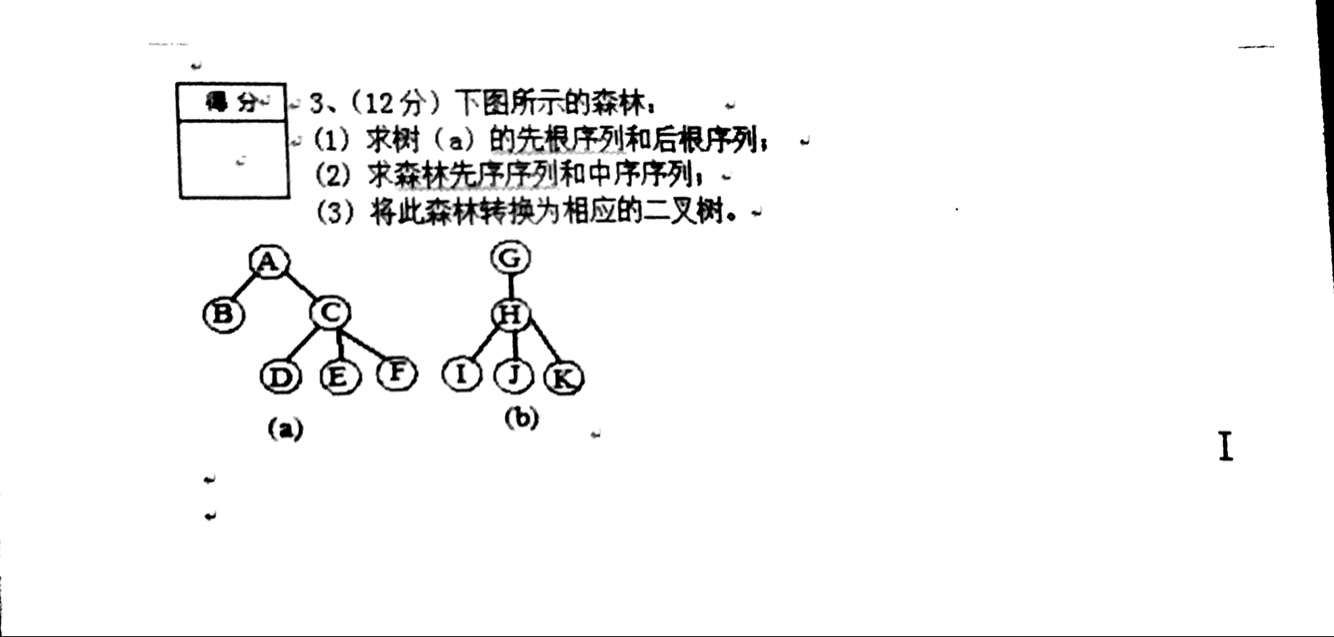 得分
3、（12分）下图所示的森林：
(1) 求树（a）的先根序列和后根序列；
(2) 求森林先序序列和中序序列；
(3) 将此森林转换为相应的二叉树。
A G
B C H
D E F I J K
(a) (b)